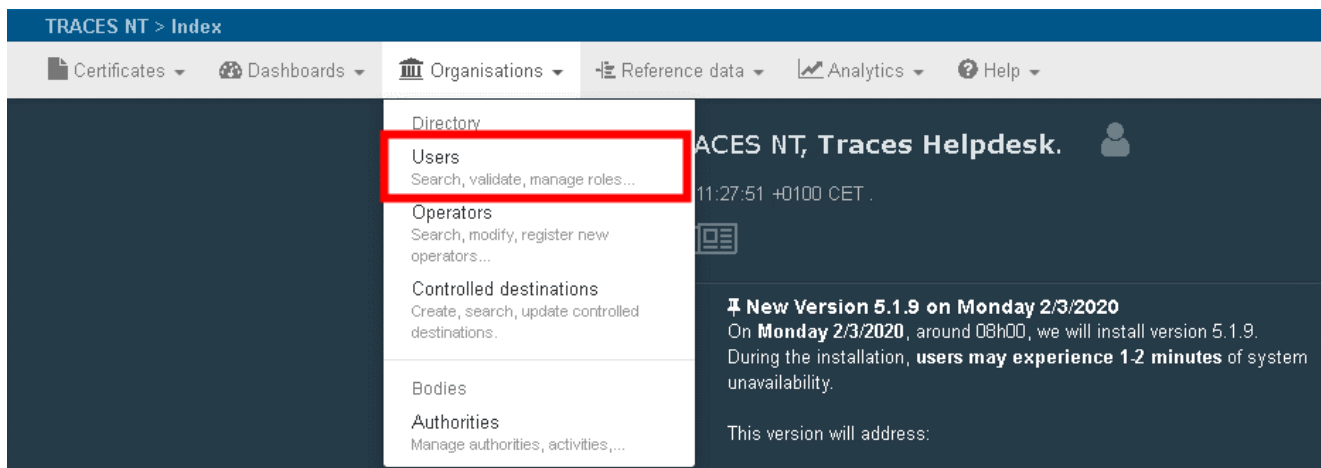 TRACES NT > Index
Certificates Dashboards Organisations Reference data Analytics Help
Directory
Users
Search, validate, manage roles...
Operators
Search, modify, register new
operators...
Controlled destinations
Create, search, update controlled
destinations.
Bodies
Authorities
Manage authorities, activities,...
ACES NT, Traces Helpdesk.
11:27:51 +0100 CET .
New Version 5.1.9 on Monday 2/3/2020
On Monday 2/3/2020, around 08h00, we will install version 5.1.9.
During the installation, users may experience 1-2 minutes of system
unavailability.
This version will address: